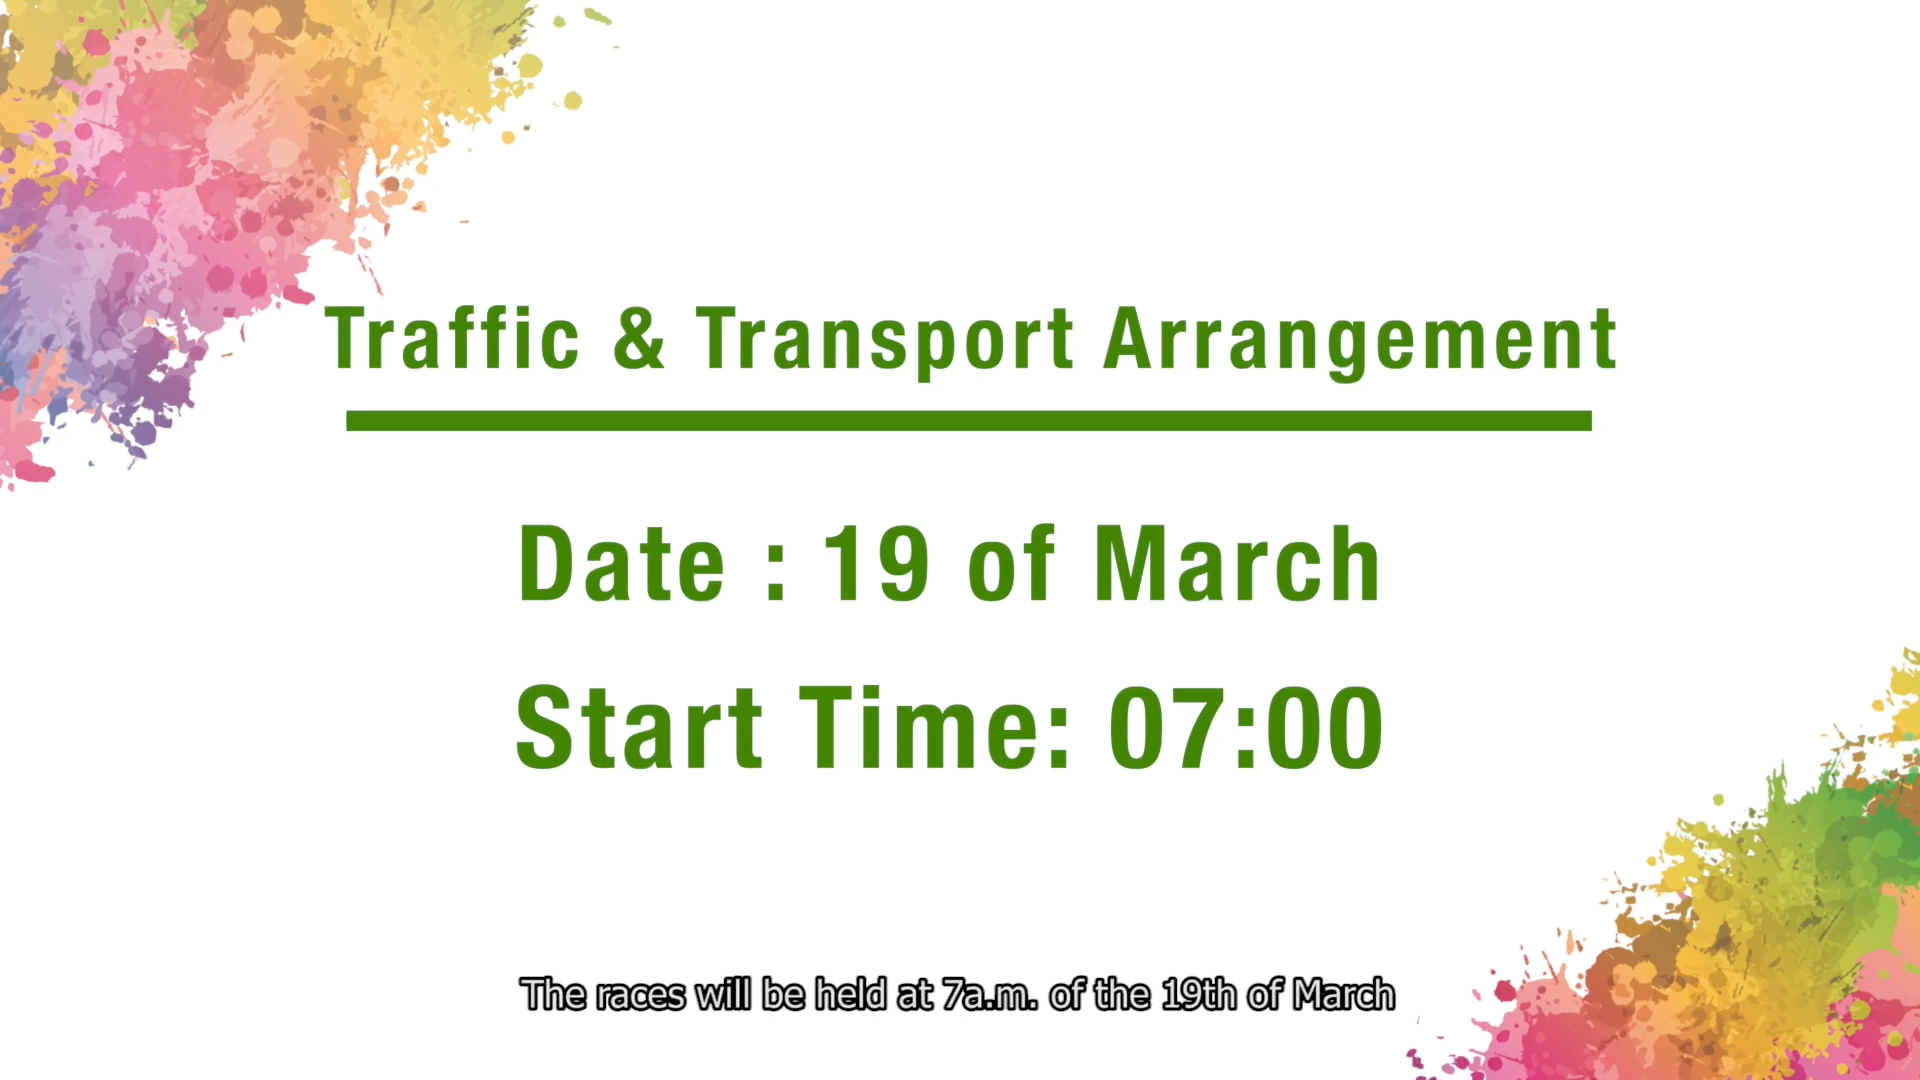 Traffic & Transport Arrangement
Date : 19 of March
Start Time: 07:00
The races will be held at 7a.m. of the 19th of March